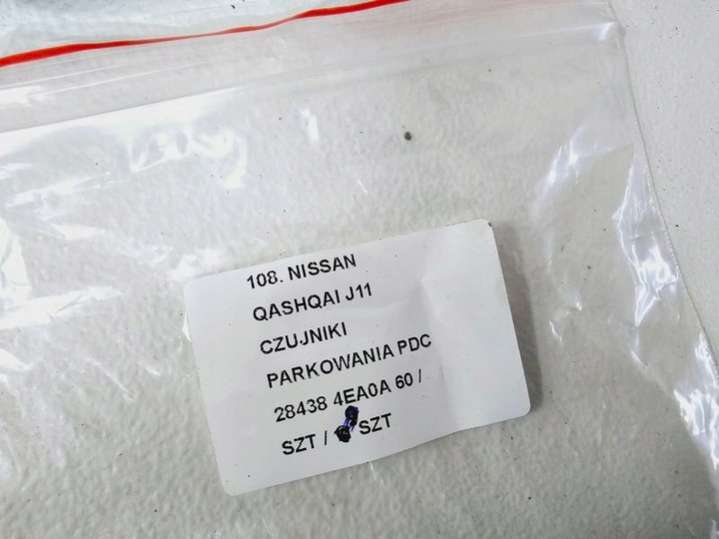 108. NISSAN
QASHQAI J11
CZUJNIKI
PARKOWANIA PDC
28438 4EA0A 60 /
SZT / SZT